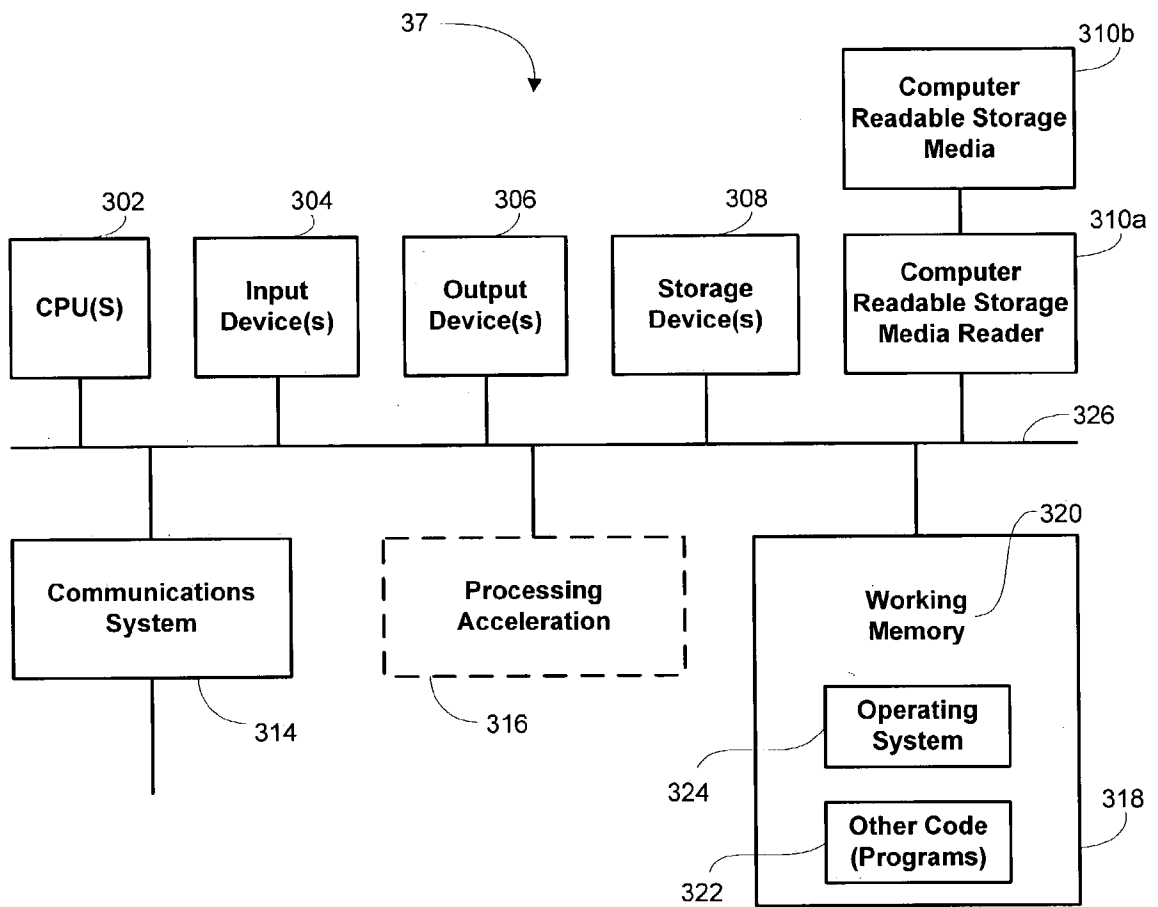 37
310b
Computer
Readable Storage
Media
302
304
306
308
310a
CPU(S)
Input
Device(s)
Output
Device(s)
Storage
Device(s)
Computer
Readable Storage
Media Reader
326
320
Communications
System
Processing
Acceleration
Working
Memory
314
316
Operating
System
324
318
Other Code
(Programs)
322